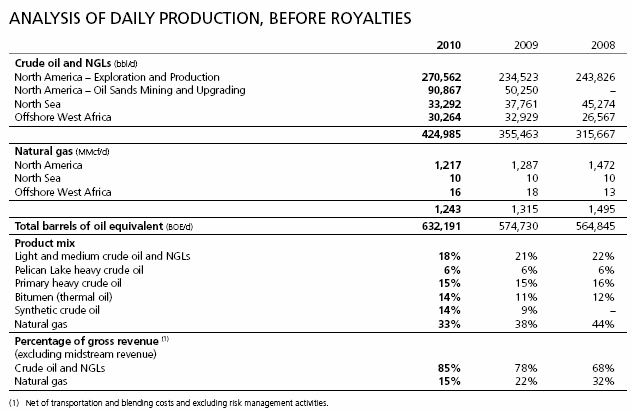 ANALYSIS OF DAILY PRODUCTION, BEFORE ROYALTIES
2010 2009 2008
Crude oil and NGLs (bbl/d)
North America – Exploration and Production 270,562 234,523 243,826
North America – Oil Sands Mining and Upgrading 90,867 50,250 –
North Sea 33,292 37,761 45,274
Offshore West Africa 30,264 32,929 26,567
424,985 355,463 315,667
Natural gas (MMcf/d)
North America 1,217 1,287 1,472
North Sea 10 10 10
Offshore West Africa 16 18 13
1,243 1,315 1,495
Total barrels of oil equivalent (BOE/d) 632,191 574,730 564,845
Product mix
Light and medium crude oil and NGLs 18% 21% 22%
Pelican Lake heavy crude oil 6% 6% 6%
Primary heavy crude oil 15% 15% 16%
Bitumen (thermal oil) 14% 11% 12%
Synthetic crude oil 14% 9% –
Natural gas 33% 38% 44%
Percentage of gross revenue (1)
(excluding midstream revenue)
Crude oil and NGLs 85% 78% 68%
Natural gas 15% 22% 32%
(1) Net of transportation and blending costs and excluding risk management activities.